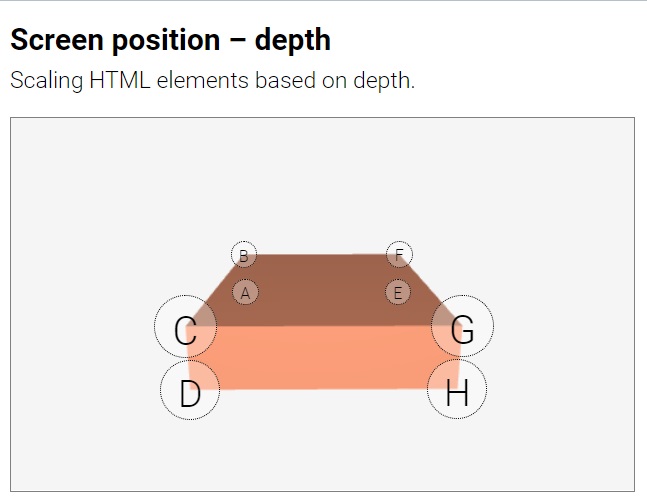 Screen position – depth
Scaling HTML elements based on depth.
B F
A E
C G
D H